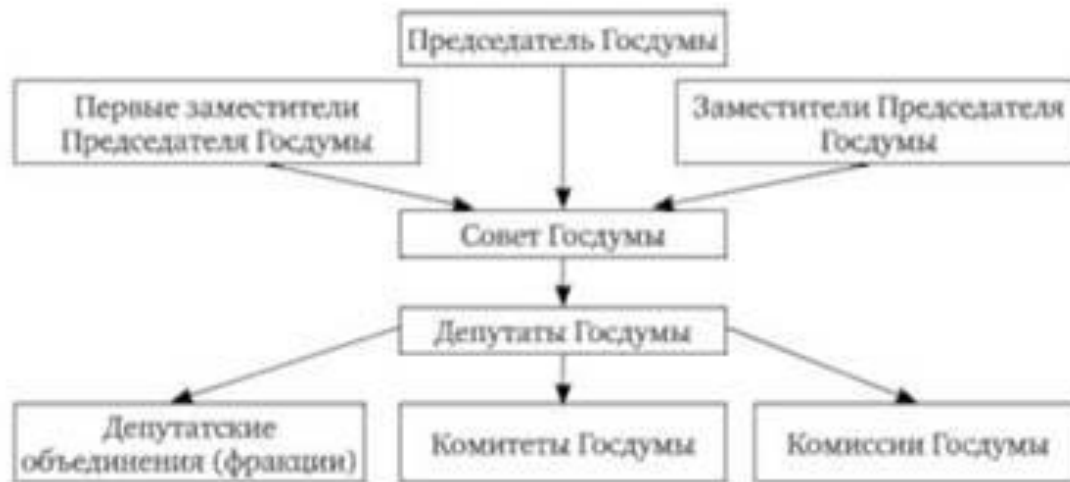 Председатель Госдумы
Первые заместители
Председателя Госдумы
Заместители Председателя
Госдумы
Совет Госдумы
Депутаты Госдумы
Депутатские
объединения (фракции)
Комитеты Госдумы
Комиссии Госдумы